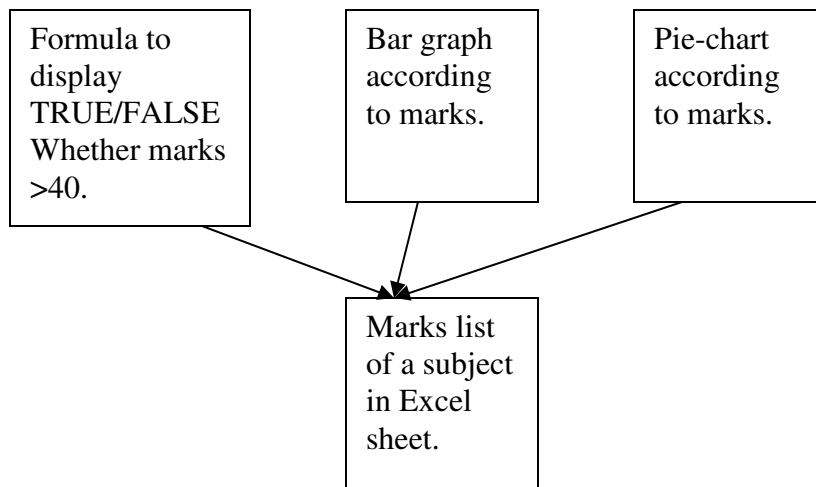 Formula to
display
TRUE/FALSE
Whether marks
>40.
Bar graph
according
to marks.
Pie-chart
according
to marks.
Marks list
of a subject
in Excel
sheet.